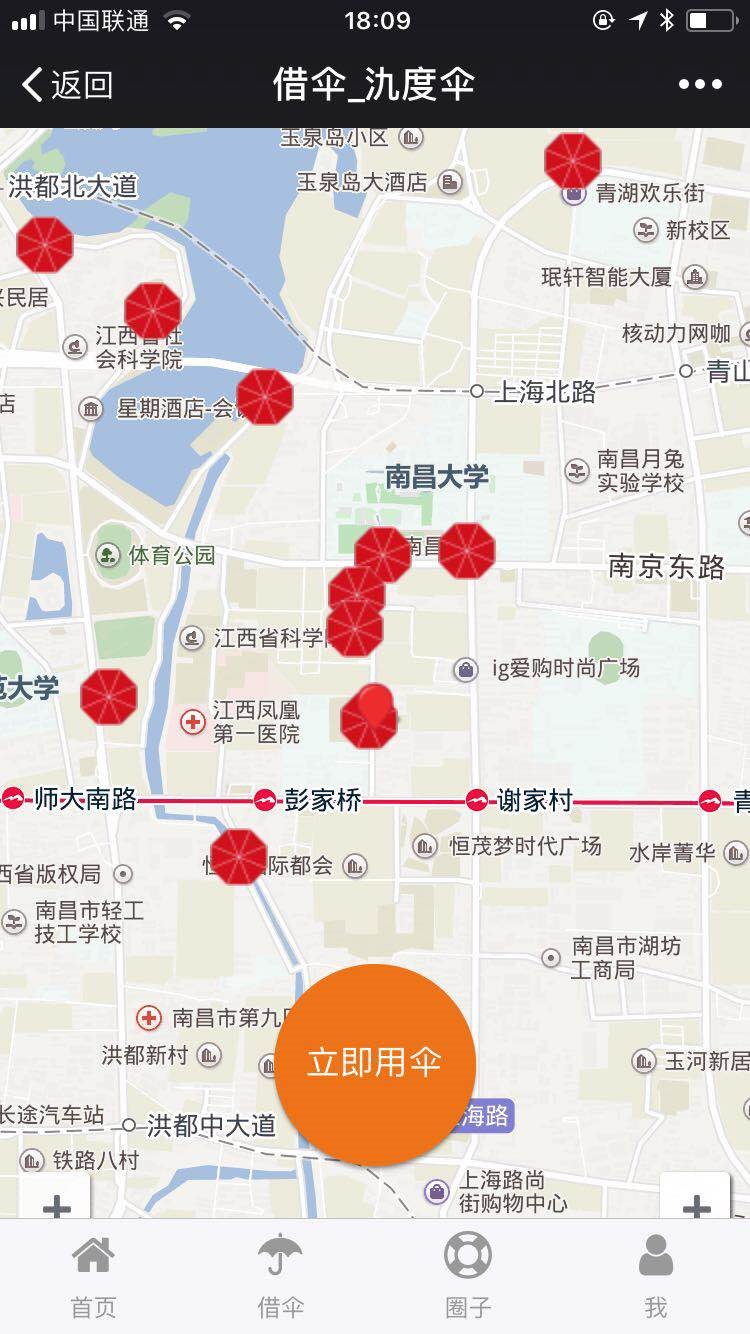 中国联通
18:09
返回
借伞_氿度伞
玉泉岛小区
洪都北大道
玉泉岛大酒店
青湖欢乐街
新校区
民居
珉轩智能大厦
江西省社
会科学院
核动力网咖
店
星期酒店-会
上海北路
青山
南昌大学
南昌月兔
实验学校
体育公园
南昌
南京东路
江西省科学
ig爱购时尚广场
范大学
江西凤凰
第一医院
师大南路
彭家桥
谢家村
青
恒
际都会
恒茂梦时代广场
水岸菁华
西省版权局
南昌市轻工
技工学校
南昌市湖坊
工商局
南昌市第九
洪都新村
立即用伞
玉河新居
长途汽车站
洪都中大道
海路
铁路八村
上海路尚
街购物中心
+
+
首页
借伞
圈子
我